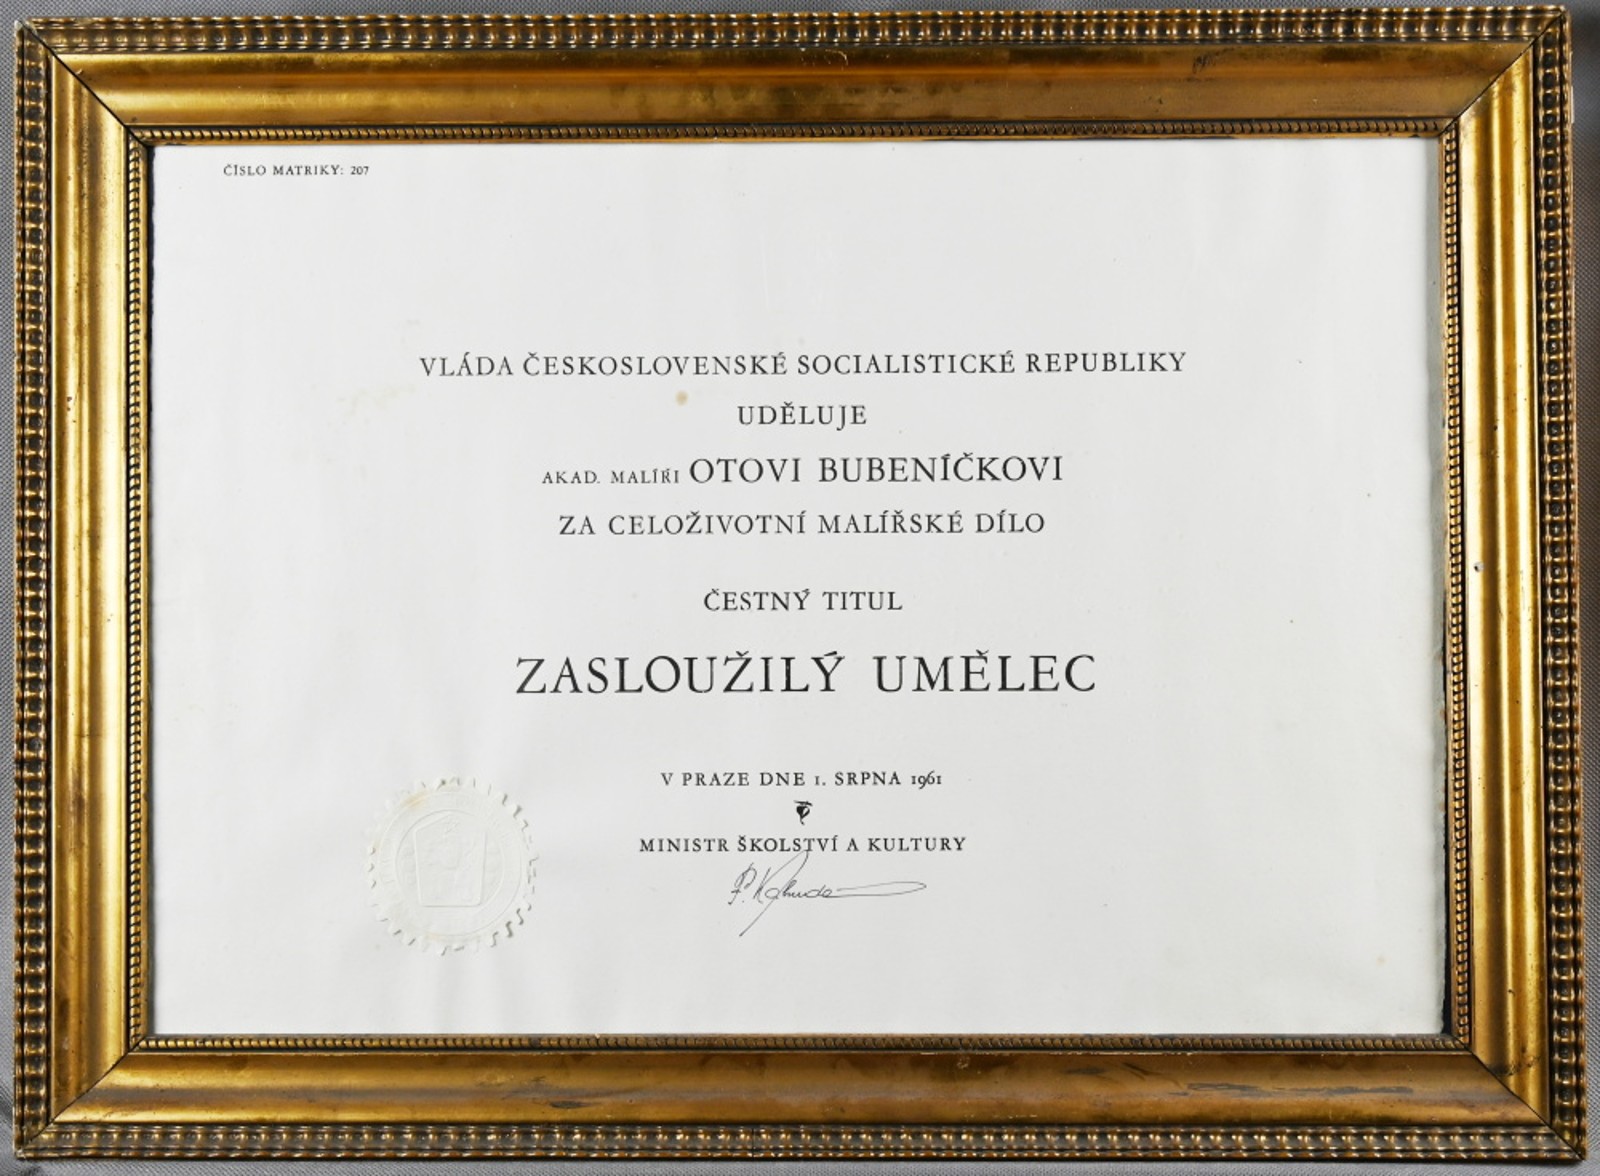 ČÍSLO MATRIKY: 207
VLÁDA ČESKOSLOVENSKÉ SOCIALISTICKÉ REPUBLIKY
UDĚLUJE
AKAD. MALÍŘI OTOVI BUBENÍČKOVI
ZA CELOŽIVOTNÍ MALÍŘSKÉ DÍLO
ČESTNÝ TITUL
ZASLOUŽILÝ UMĚLEC
V PRAZE DNE 1. SRPNA 1961
MINISTR ŠKOLSTVÍ A KULTURY